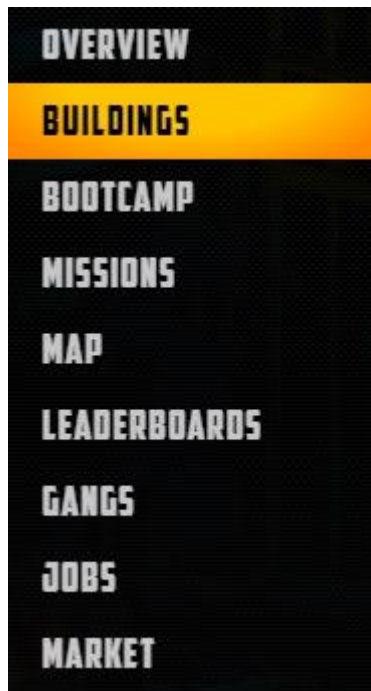 OVERVIEW
BUILDINGS
BOOTCAMP
MISSIONS
MAP
LEADERBOARDS
GANGS
JOBS
MARKET